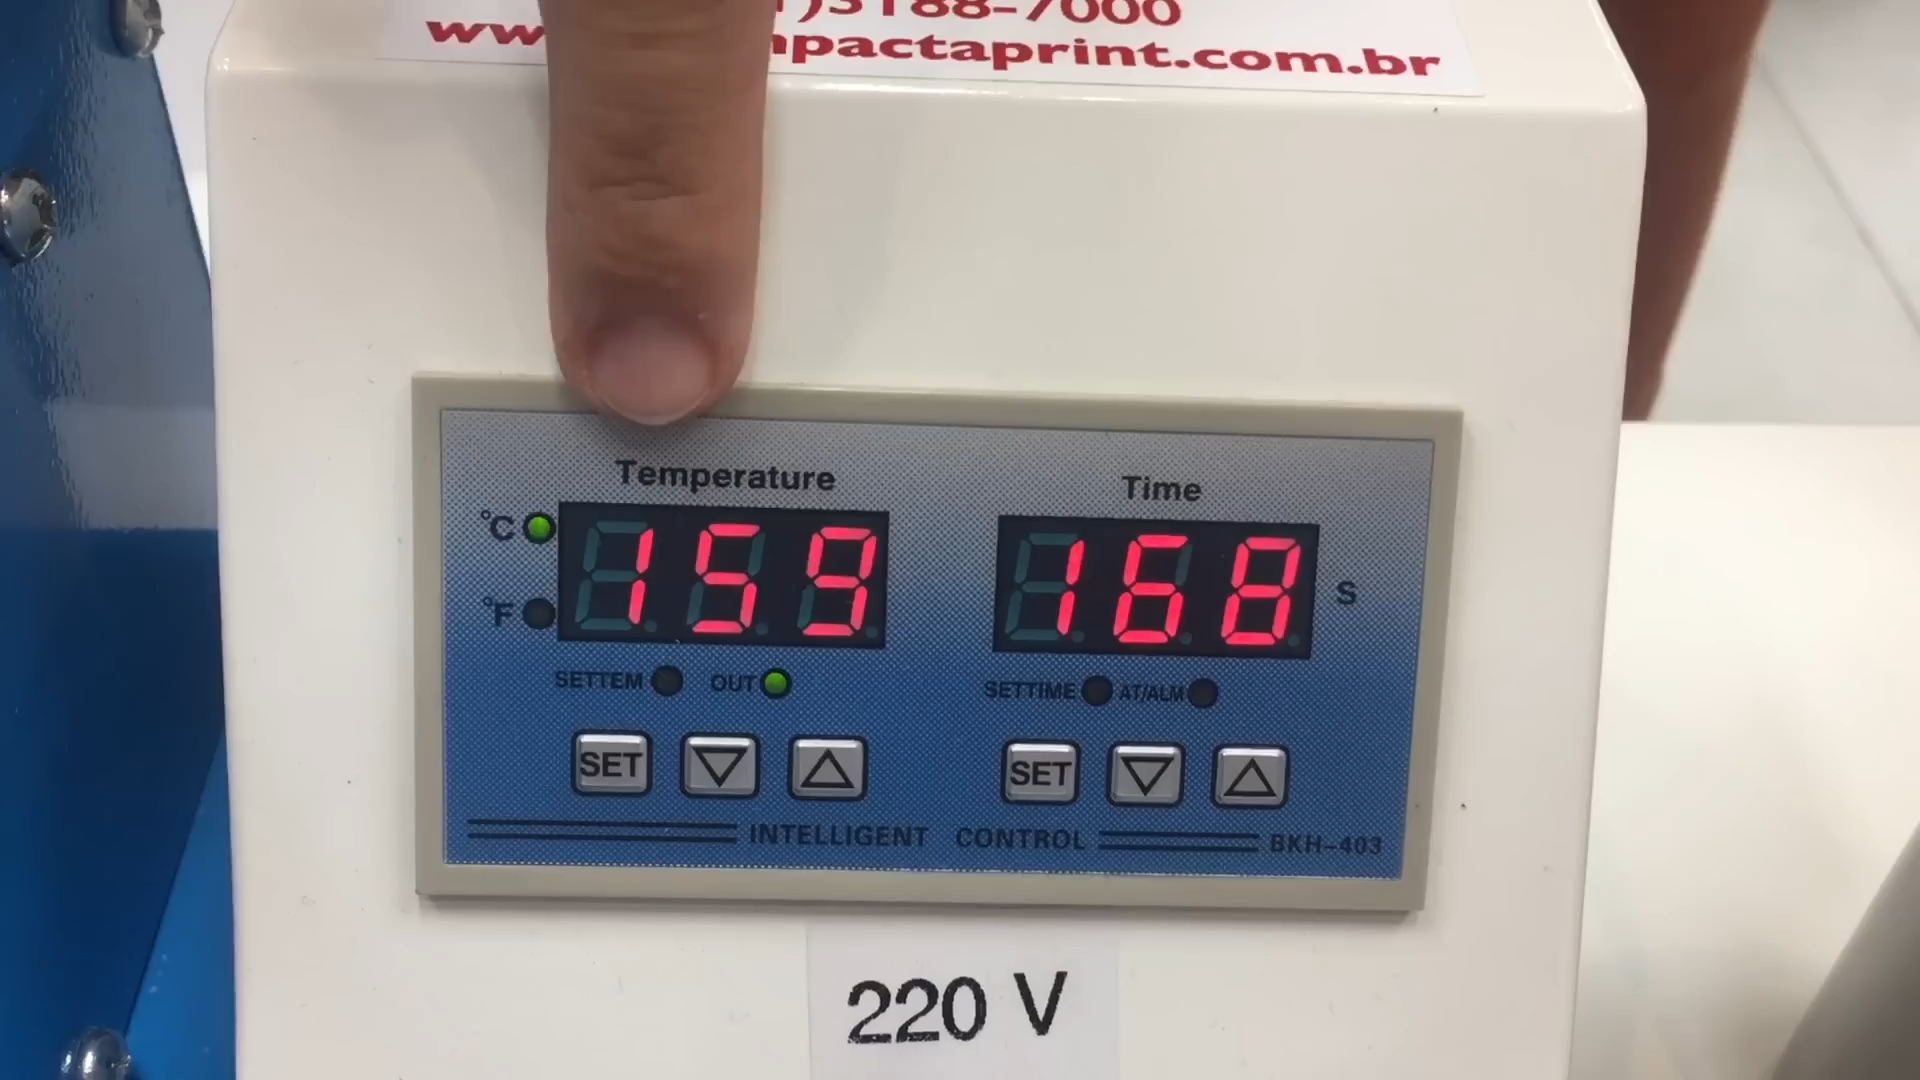 )3188-7000
mpactaprint.com.br
Temperature Time
°C 159 168 S
°F
SETTEM OUT SETTIME AT/ALM
SET SET
INTELLIGENT CONTROL BKH-403
220 V